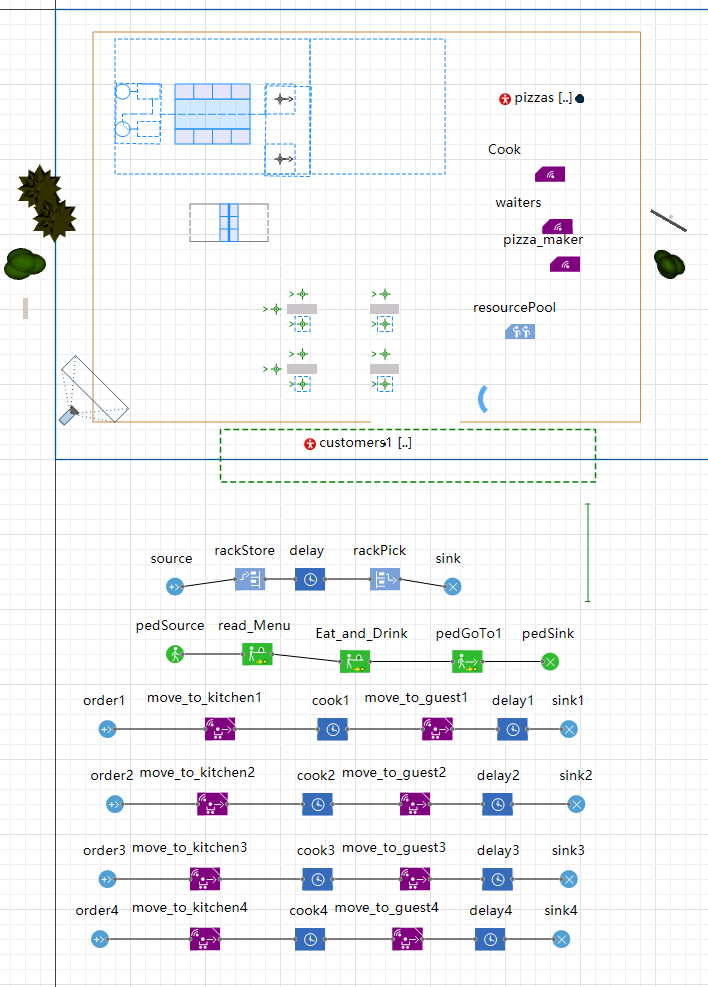 pizzas [..]
Cook
waiters
pizza_maker
resourcePool
customers1 [..]
source rackStore delay rackPick sink
pedSource read_Menu Eat_and_Drink pedGoTo1 pedSink
order1 move_to_kitchen1 cook1 move_to_guest1 delay1 sink1
order2 move_to_kitchen2 cook2 move_to_guest2 delay2 sink2
order3 move_to_kitchen3 cook3 move_to_guest3 delay3 sink3
order4 move_to_kitchen4 cook4 move_to_guest4 delay4 sink4